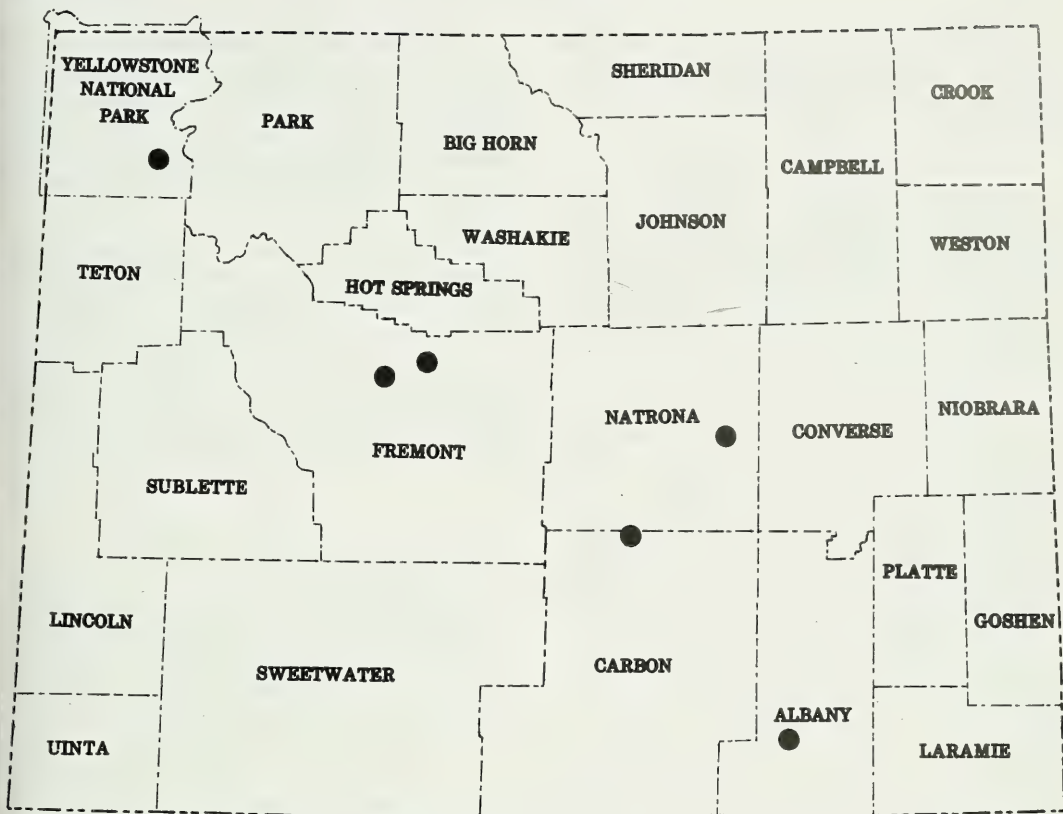 YELLOWSTONE
NATIONAL
PARK
PARK
BIG HORN
SHERIDAN
CAMPBELL
CROOK
JOHNSON
WASHAKIE
WESTON
TETON
HOT SPRINGS
NATRONA
CONVERSE
NIOBRARA
FREMONT
SUBLETTE
PLATTE
GOSHEN
LINCOLN
SWEETWATER
CARBON
ALBANY
UINTA
LARAMIE